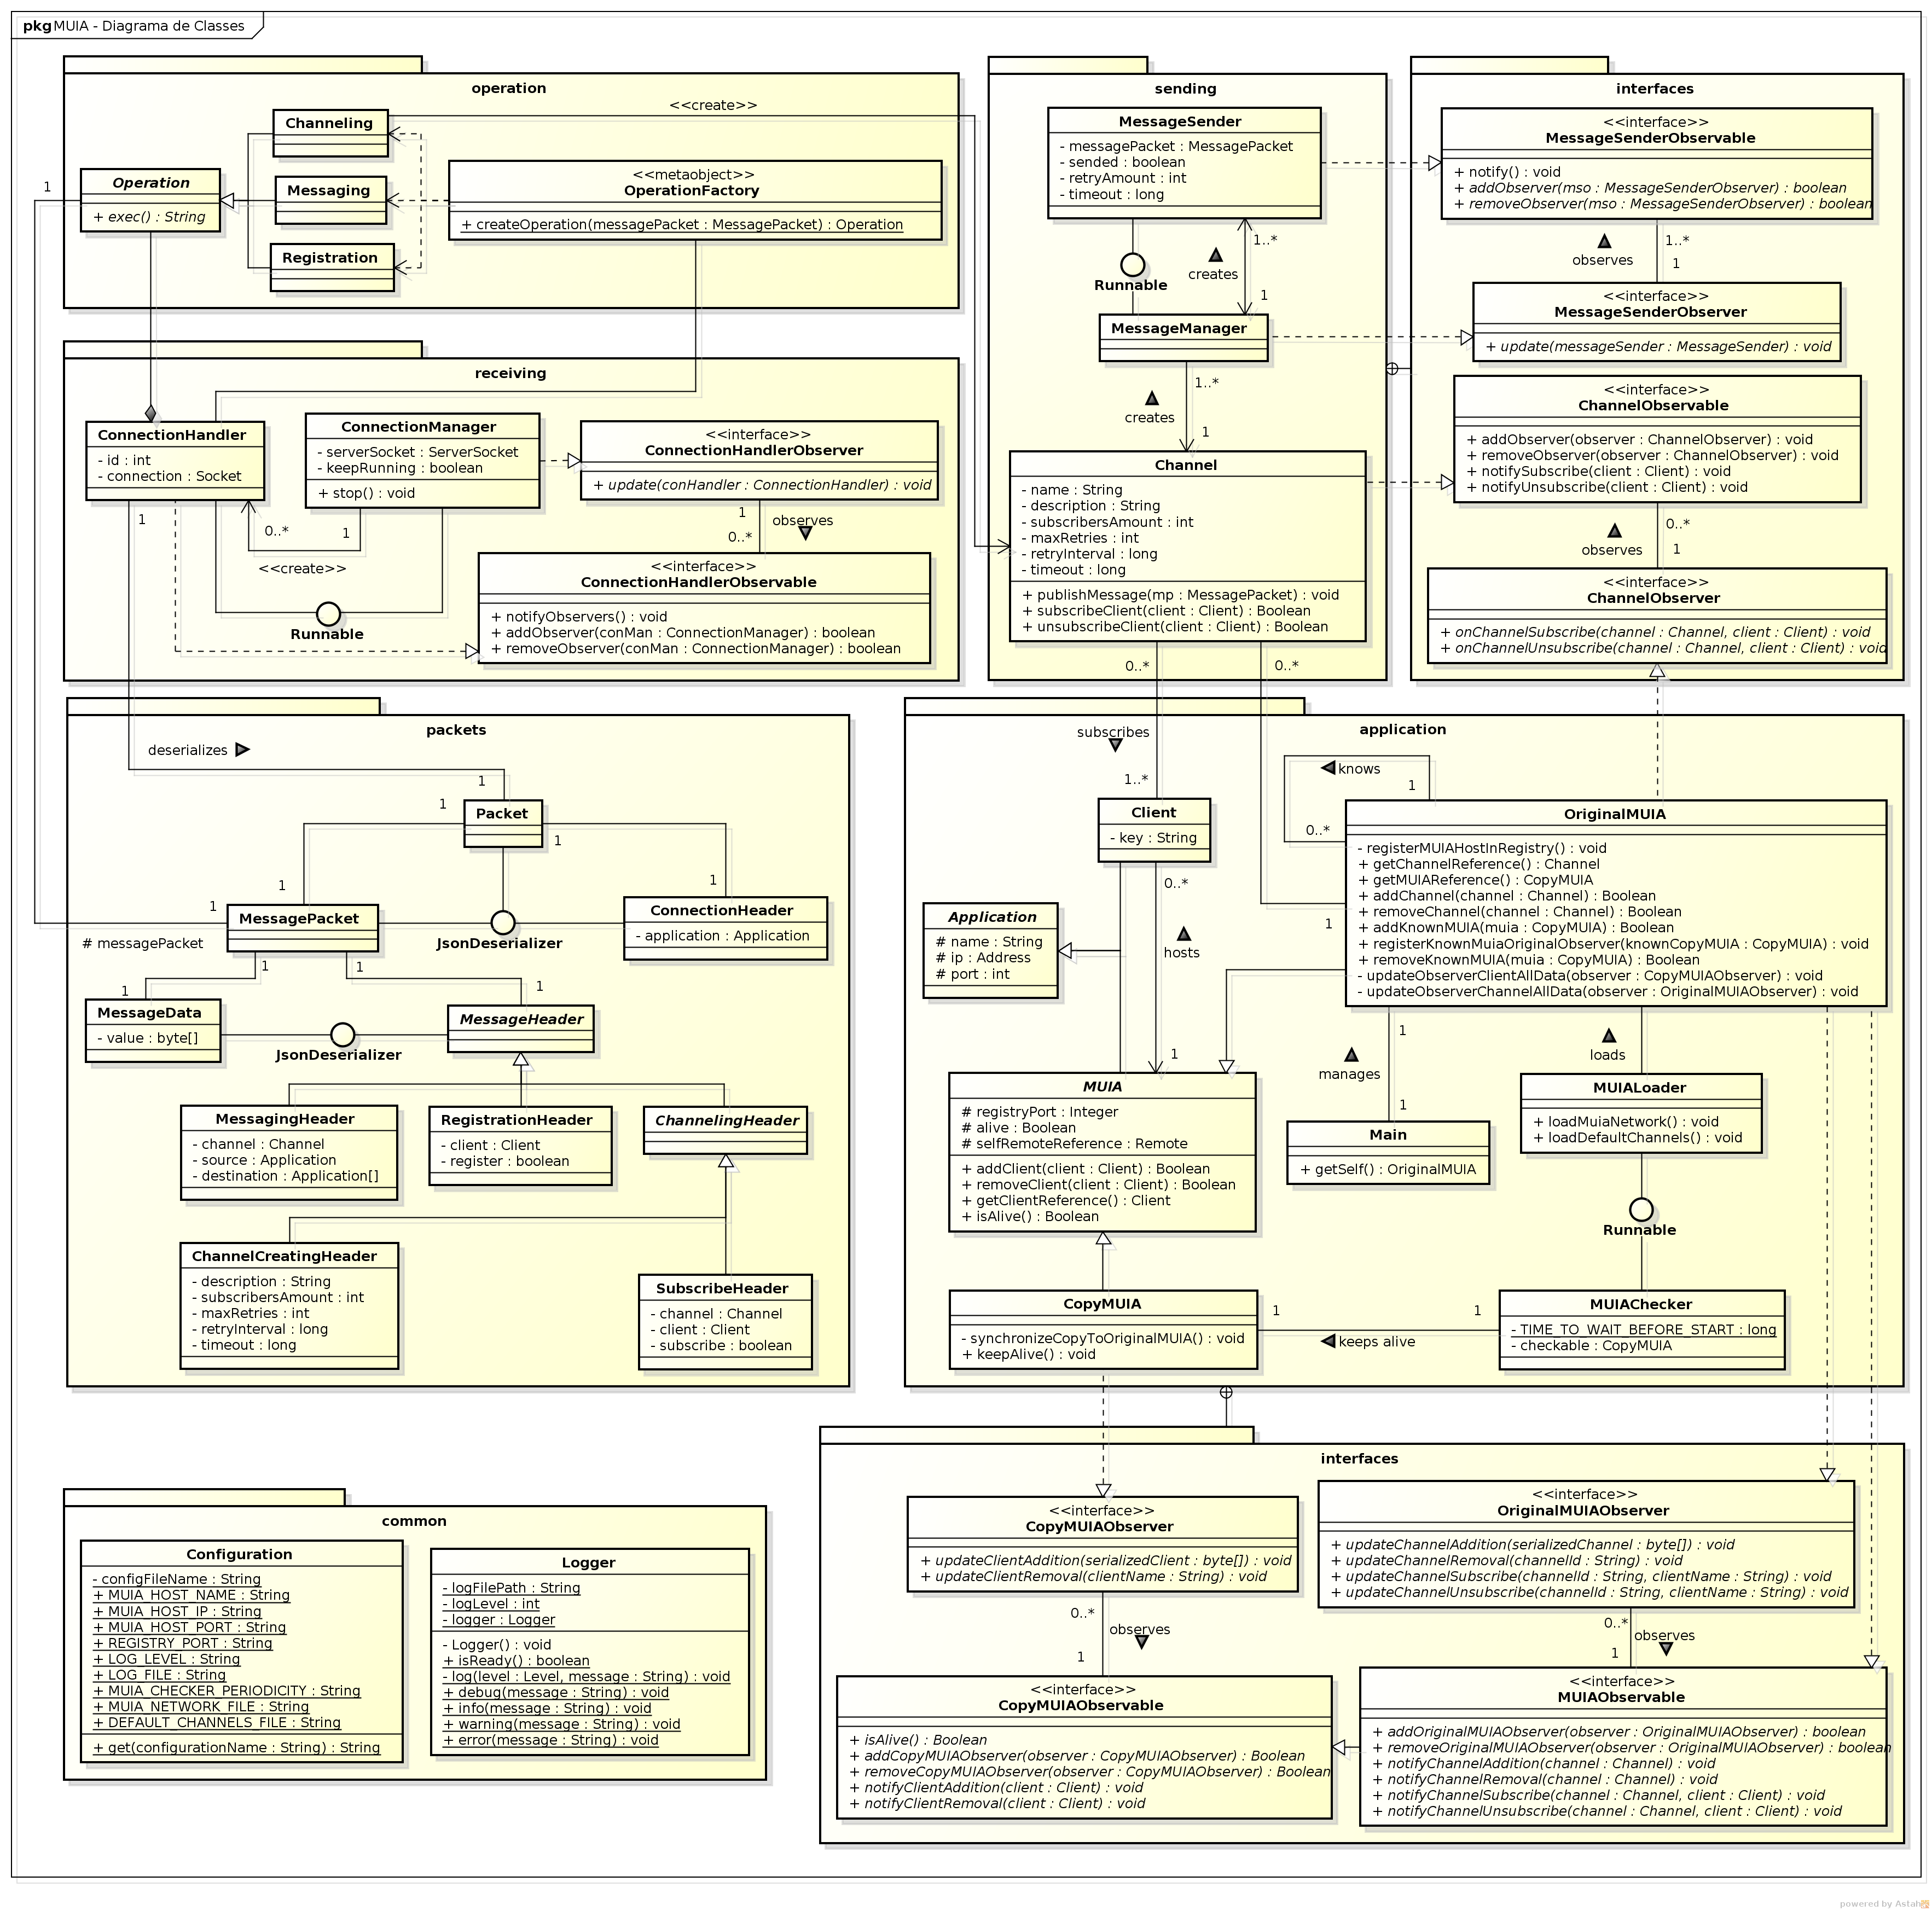 pkg MUIA - Diagrama de Classes
operation
<<create>>
Channeling
Operation
+ exec() : String
1
Messaging
<<metaobject>>
OperationFactory
+ createOperation(messagePacket : MessagePacket) : Operation
Registration
sending
MessageSender
- messagePacket : MessagePacket
- sended : boolean
- retryAmount : int
- timeout : long
1..*
creates
Runnable
1
MessageManager
1..*
creates
1
Channel
- name : String
- description : String
- subscribersAmount : int
- maxRetries : int
- retryInterval : long
- timeout : long
+ publishMessage(mp : MessagePacket) : void
+ subscribeClient(client : Client) : Boolean
+ unsubscribeClient(client : Client) : Boolean
0..*
0..*
interfaces
<<interface>>
MessageSenderObservable
+ notify() : void
+ addObserver(mso : MessageSenderObserver) : boolean
+ removeObserver(mso : MessageSenderObserver) : boolean
1..*
observes
1
<<interface>>
MessageSenderObserver
+ update(messageSender : MessageSender) : void
<<interface>>
ChannelObservable
+ addObserver(observer : ChannelObserver) : void
+ removeObserver(observer : ChannelObserver) : void
+ notifySubscribe(client : Client) : void
+ notifyUnsubscribe(client : Client) : void
0..*
observes
1
<<interface>>
ChannelObserver
+ onChannelSubscribe(channel : Channel, client : Client) : void
+ onChannelUnsubscribe(channel : Channel, client : Client) : void
receiving
ConnectionHandler
- id : int
- connection : Socket
1
0..*
ConnectionManager
- serverSocket : ServerSocket
- keepRunning : boolean
+ stop() : void
1
<<create>>
Runnable
<<interface>>
ConnectionHandlerObserver
+ update(conHandler : ConnectionHandler) : void
1
observes
0..*
<<interface>>
ConnectionHandlerObservable
+ notifyObservers() : void
+ addObserver(conMan : ConnectionManager) : boolean
+ removeObserver(conMan : ConnectionManager) : boolean
packets
deserializes
1
1
Packet
1
1
1
1
MessagePacket
# messagePacket
JsonDeserializer
ConnectionHeader
- application : Application
1
1
1
1
MessageData
- value : byte[]
JsonDeserializer
MessageHeader
MessagingHeader
- channel : Channel
- source : Application
- destination : Application[]
RegistrationHeader
- client : Client
- register : boolean
ChannelingHeader
ChannelCreatingHeader
- description : String
- subscribersAmount : int
- maxRetries : int
- retryInterval : long
- timeout : long
SubscribeHeader
- channel : Channel
- client : Client
- subscribe : boolean
application
subscribes
1..*
Client
- key : String
0..*
hosts
1
Application
# name : String
# ip : Address
# port : int
knows
1
0..*
1
OriginalMUIA
- registerMUIAHostInRegistry() : void
+ getChannelReference() : Channel
+ getMUIAReference() : CopyMUIA
+ addChannel(channel : Channel) : Boolean
+ removeChannel(channel : Channel) : Boolean
+ addKnownMUIA(muia : CopyMUIA) : Boolean
+ registerKnownMuiaOriginalObserver(knownCopyMUIA : CopyMUIA) : void
+ removeKnownMUIA(muia : CopyMUIA) : Boolean
- updateObserverClientAllData(observer : CopyMUIAObserver) : void
- updateObserverChannelAllData(observer : OriginalMUIAObserver) : void
MUIA
# registryPort : Integer
# alive : Boolean
# selfRemoteReference : Remote
+ addClient(client : Client) : Boolean
+ removeClient(client : Client) : Boolean
+ getClientReference() : Client
+ isAlive() : Boolean
1
manages
1
Main
+ getSelf() : OriginalMUIA
loads
MUIALoader
+ loadMuiaNetwork() : void
+ loadDefaultChannels() : void
Runnable
CopyMUIA
- synchronizeCopyToOriginalMUIA() : void
+ keepAlive() : void
1
1
keeps alive
MUIAChecker
- TIME_TO_WAIT_BEFORE_START : long
- checkable : CopyMUIA
interfaces
<<interface>>
CopyMUIAObserver
+ updateClientAddition(serializedClient : byte[]) : void
+ updateClientRemoval(clientName : String) : void
0..*
observes
1
<<interface>>
OriginalMUIAObserver
+ updateChannelAddition(serializedChannel : byte[]) : void
+ updateChannelRemoval(channelId : String) : void
+ updateChannelSubscribe(channelId : String, clientName : String) : void
+ updateChannelUnsubscribe(channelId : String, clientName : String) : void
0..*
observes
1
<<interface>>
CopyMUIAObservable
+ isAlive() : Boolean
+ addCopyMUIAObserver(observer : CopyMUIAObserver) : Boolean
+ removeCopyMUIAObserver(observer : CopyMUIAObserver) : Boolean
+ notifyClientAddition(client : Client) : void
+ notifyClientRemoval(client : Client) : void
<<interface>>
MUIAObservable
+ addOriginalMUIAObserver(observer : OriginalMUIAObserver) : boolean
+ removeOriginalMUIAObserver(observer : OriginalMUIAObserver) : boolean
+ notifyChannelAddition(channel : Channel) : void
+ notifyChannelRemoval(channel : Channel) : void
+ notifyChannelSubscribe(channel : Channel, client : Client) : void
+ notifyChannelUnsubscribe(channel : Channel, client : Client) : void
common
Configuration
- configFileName : String
+ MUIA_HOST_NAME : String
+ MUIA_HOST_IP : String
+ MUIA_HOST_PORT : String
+ REGISTRY_PORT : String
+ LOG_LEVEL : String
+ LOG_FILE : String
+ MUIA_CHECKER_PERIODICITY : String
+ MUIA_NETWORK_FILE : String
+ DEFAULT_CHANNELS_FILE : String
+ get(configurationName : String) : String
Logger
- logFilePath : String
- logLevel : int
- logger : Logger
- Logger() : void
+ isReady() : boolean
- log(level : Level, message : String) : void
+ debug(message : String) : void
+ info(message : String) : void
+ warning(message : String) : void
+ error(message : String) : void
powered by Astah